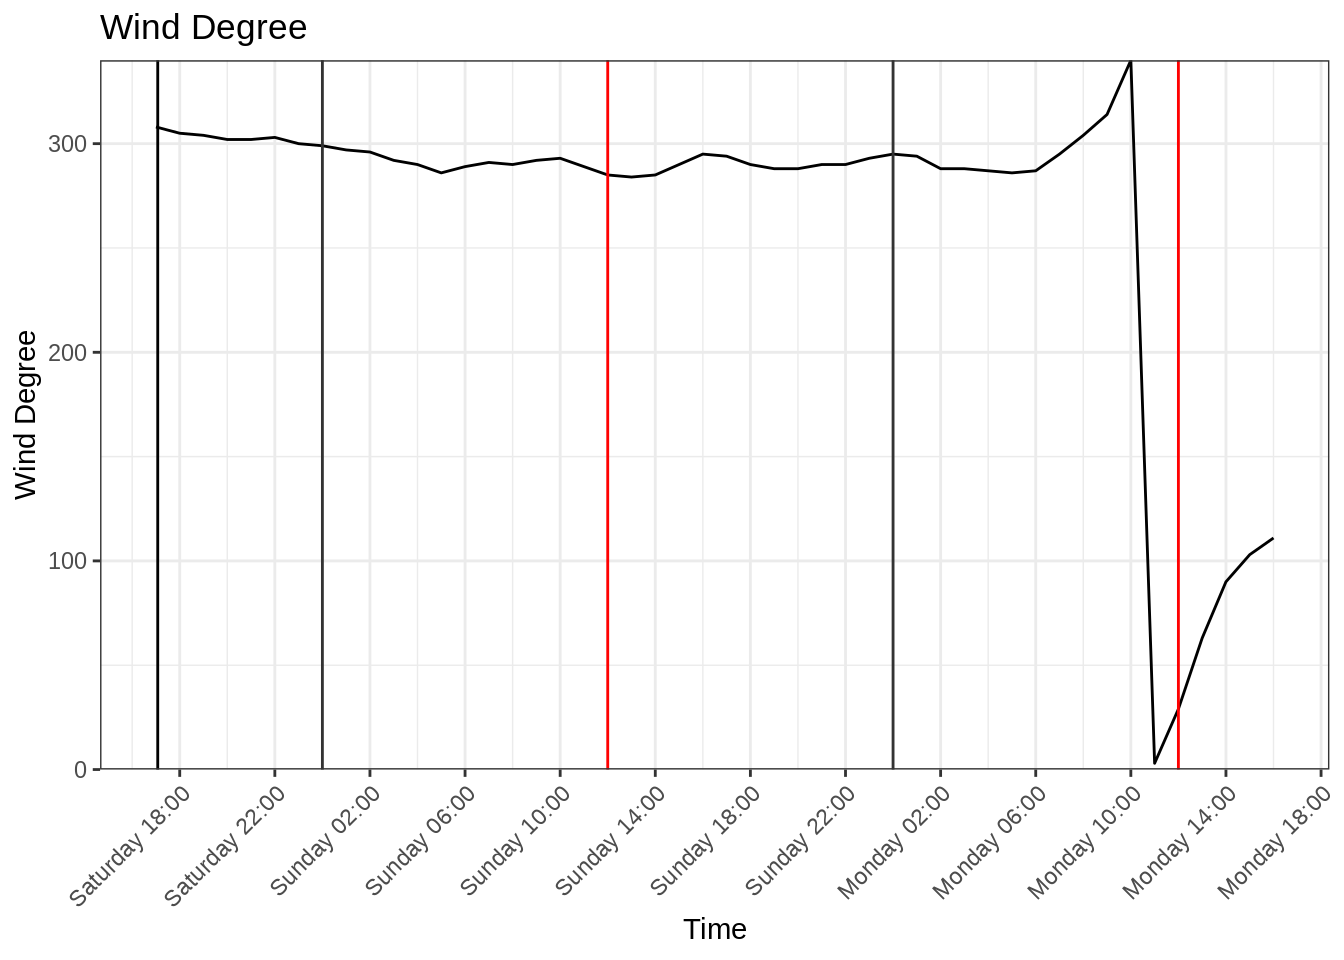 Wind Degree
Wind Degree
300
200
100
0
Saturday 18:00
Saturday 22:00
Sunday 02:00
Sunday 06:00
Sunday 10:00
Sunday 14:00
Sunday 18:00
Sunday 22:00
Monday 02:00
Monday 06:00
Monday 10:00
Monday 14:00
Monday 18:00
Time